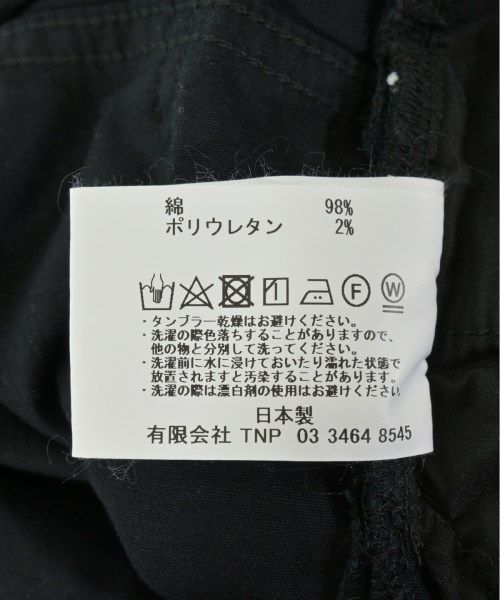 綿 98%
ポリウレタン 2%
F W
・タンブラー乾燥はお避けください。
・洗濯の際色落ちすることがありますので、
他の物と分別して洗ってください。
・洗濯前に水に浸けておいたり濡れた状態で
放置されますと汚染することがあります。
・洗濯の際は漂白剤の使用はお避けください
日本製
有限会社 TNP 03 3464 8545